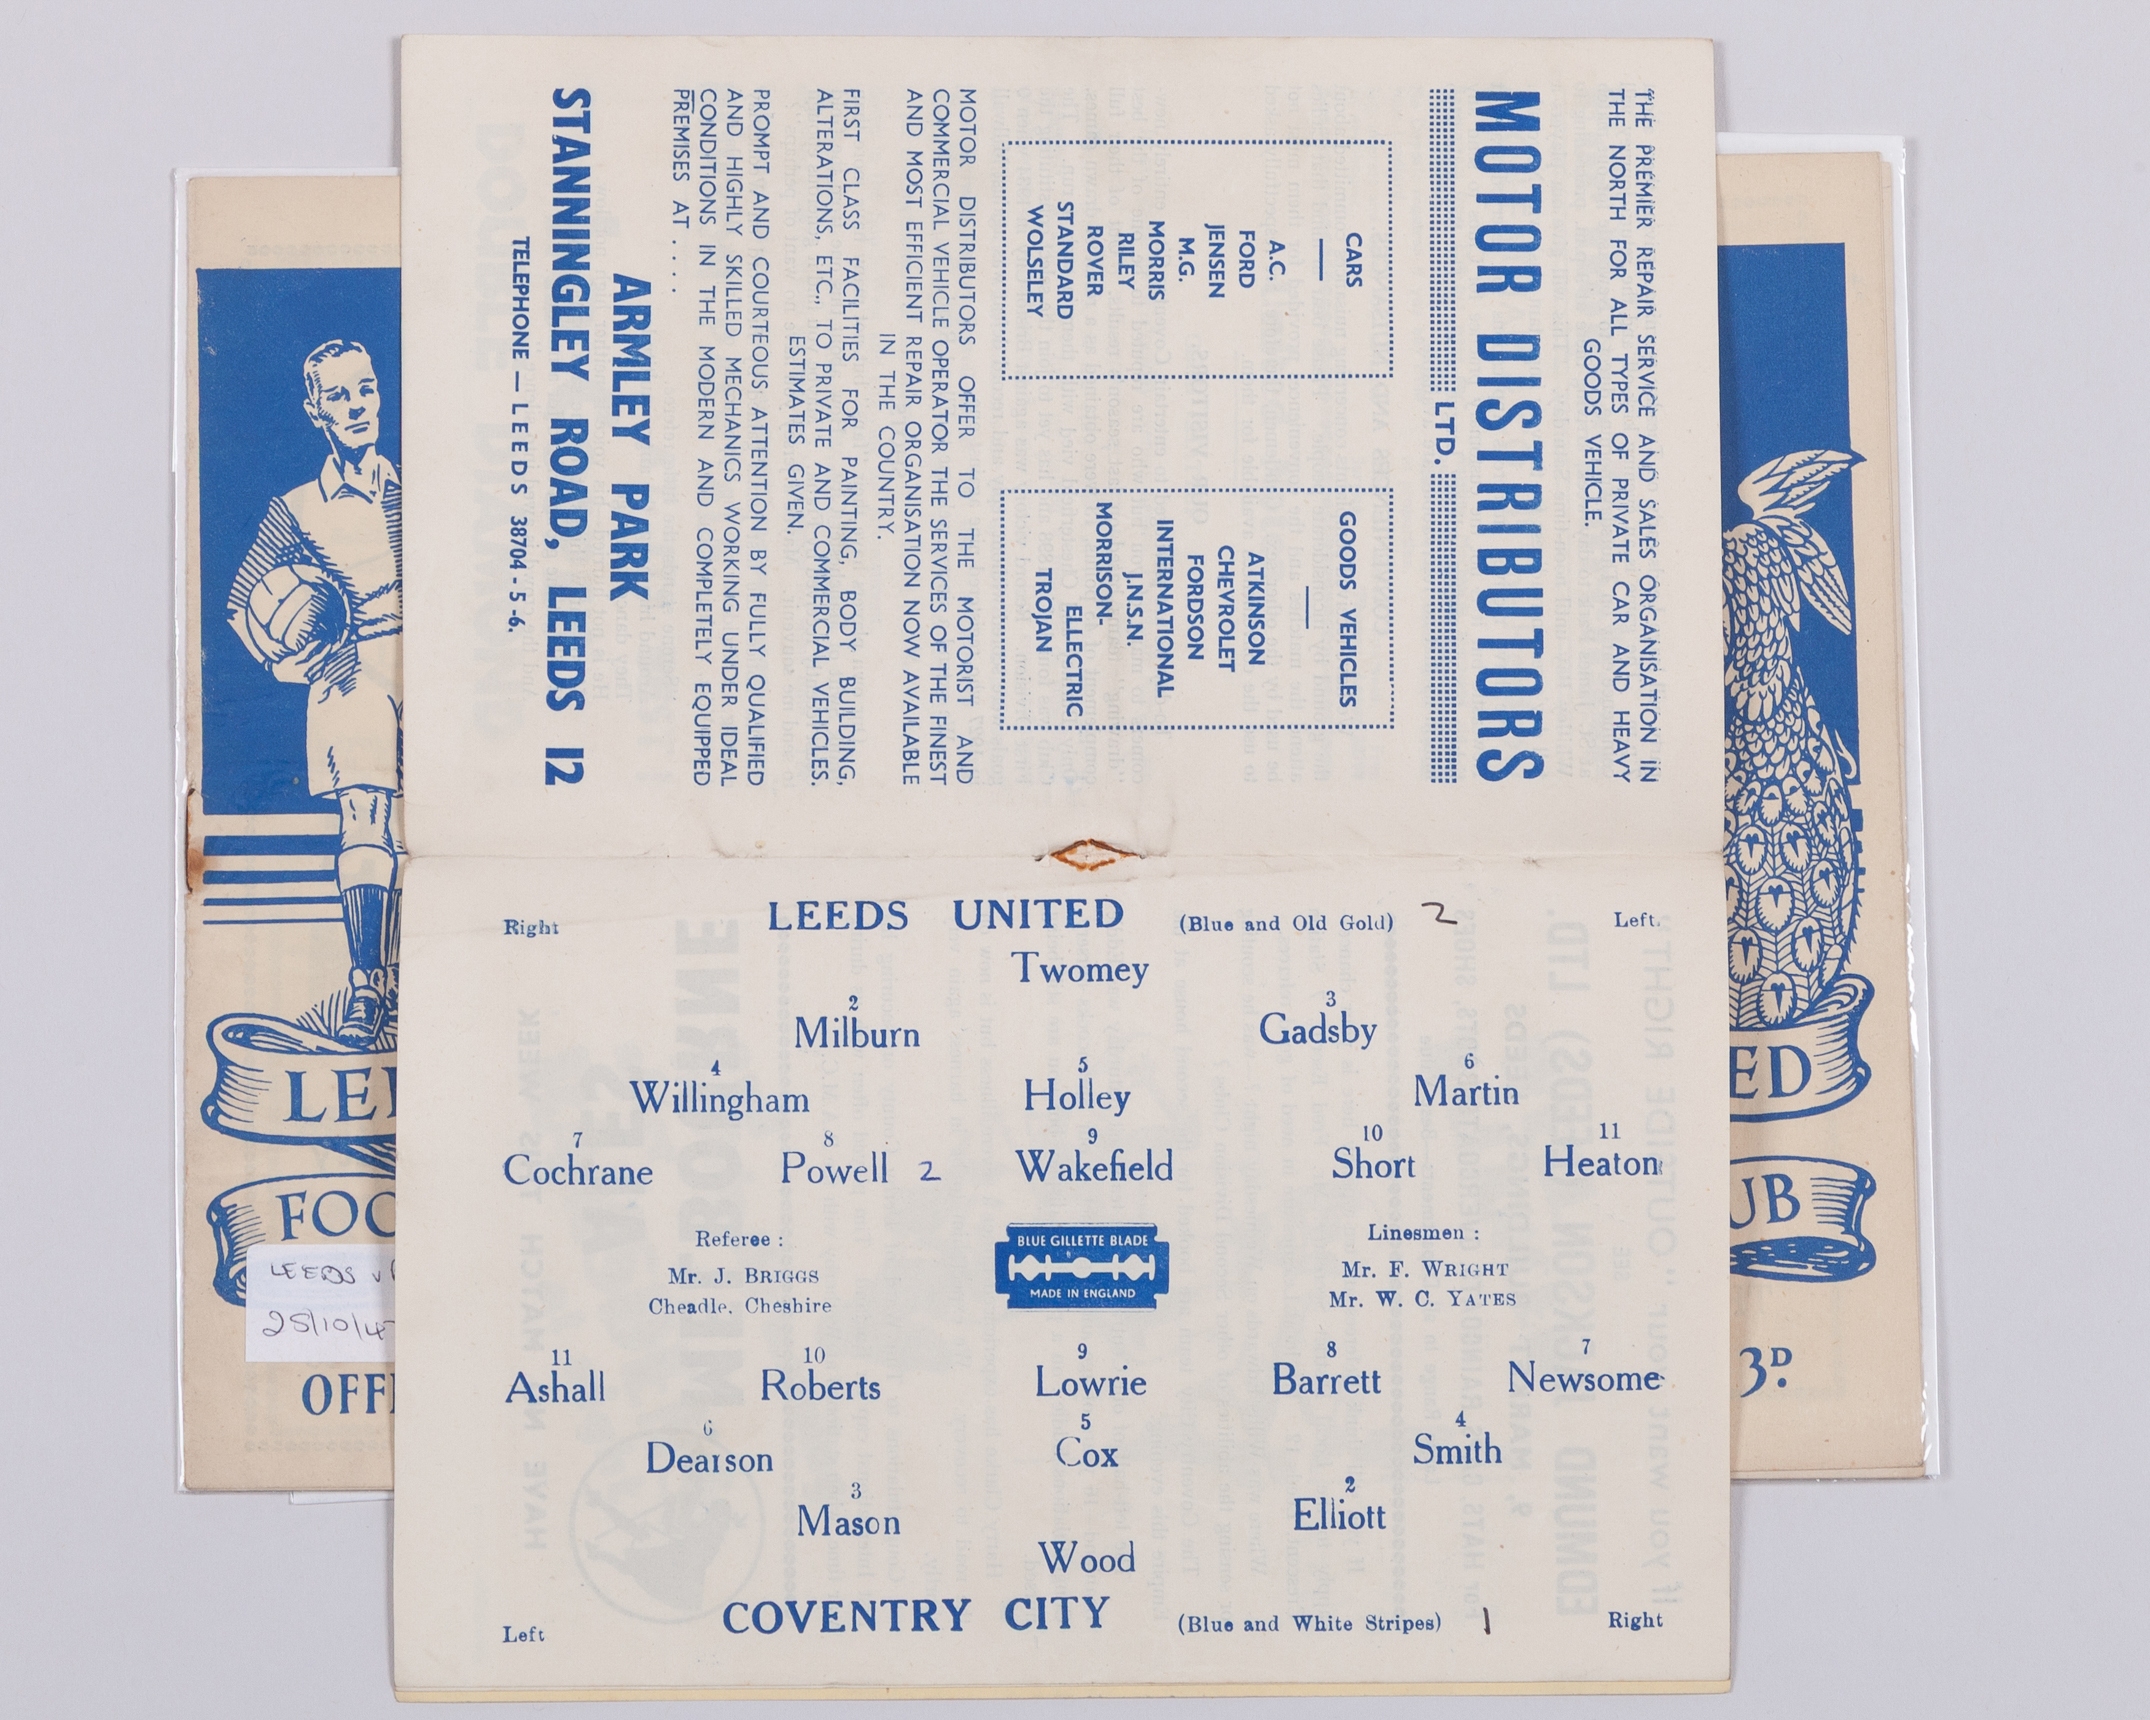 THE PREMIER REPAIR SERVICE AND SALES ORGANISATION IN
THE NORTH FOR ALL TYPES OF PRIVATE CAR AND HEAVY
GOODS VEHICLE.
MOTOR DISTRIBUTORS
LTD.
CARS
A.C.
FORD
JENSEN
M.G.
MORRIS
RILEY
ROVER
STANDARD
WOLSELEY
GOODS VEHICLES
ATKINSON
CHEVROLET
FORDSON
INTERNATIONAL
J.N.S.N.
MORRISON-
ELLECTRIC
TROJAN
MOTOR DISTRIBUTORS OFFER TO THE MOTORIST AND
COMMERCIAL VEHICLE OPERATOR THE SERVICES OF THE FINEST
AND MOST EFFICIENT REPAIR ORGANISATION NOW AVAILABLE
IN THE COUNTRY.
FIRST CLASS FACILITIES FOR PAINTING, BODY BUILDING,
ALTERATIONS, ETC., TO PRIVATE AND COMMERCIAL VEHICLES.
ESTIMATES GIVEN.
PROMPT AND COURTEOUS ATTENTION BY FULLY QUALIFIED
AND HIGHLY SKILLED MECHANICS WORKING UNDER IDEAL
CONDITIONS IN THE MODERN AND COMPLETELY EQUIPPED
PREMISES AT . . . .
ARMLEY PARK
STANNINGLEY ROAD, LEEDS 12
TELEPHONE — LEEDS 38704-5-6.
Right LEEDS UNITED (Blue and Old Gold) 2 Left.
Twomey
2 3
Milburn Gadsby
4 5 6
Willingham Holley Martin
7 8 9 10 11
Cochrane Powell 2 Wakefield Short Heaton
Referee :
Mr. J. BRIGGS
Cheadle, Cheshire
BLUE GILLETTE BLADE
MADE IN ENGLAND
Linesmen :
Mr. F. WRIGHT
Mr. W. C. YATES
11 10 9 8 7
Ashall Roberts Lowrie Barrett Newsome
6 5 4
Dearson Cox Smith
3 2
Mason Elliott
Wood
Left COVENTRY CITY (Blue and White Stripes) 1 Right
LEE
FOO
LEEDS v
25/10/4
OFFI
ED
UB
3D.